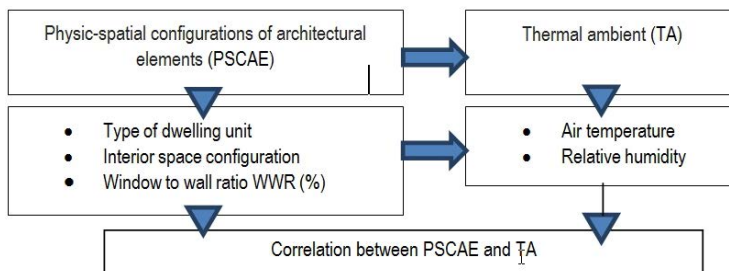 Physic-spatial configurations of architectural
elements (PSCAE)
Thermal ambient (TA)
• Type of dwelling unit
• Interior space configuration
• Window to wall ratio WWR (%)
• Air temperature
• Relative humidity
Correlation between PSCAE and TA